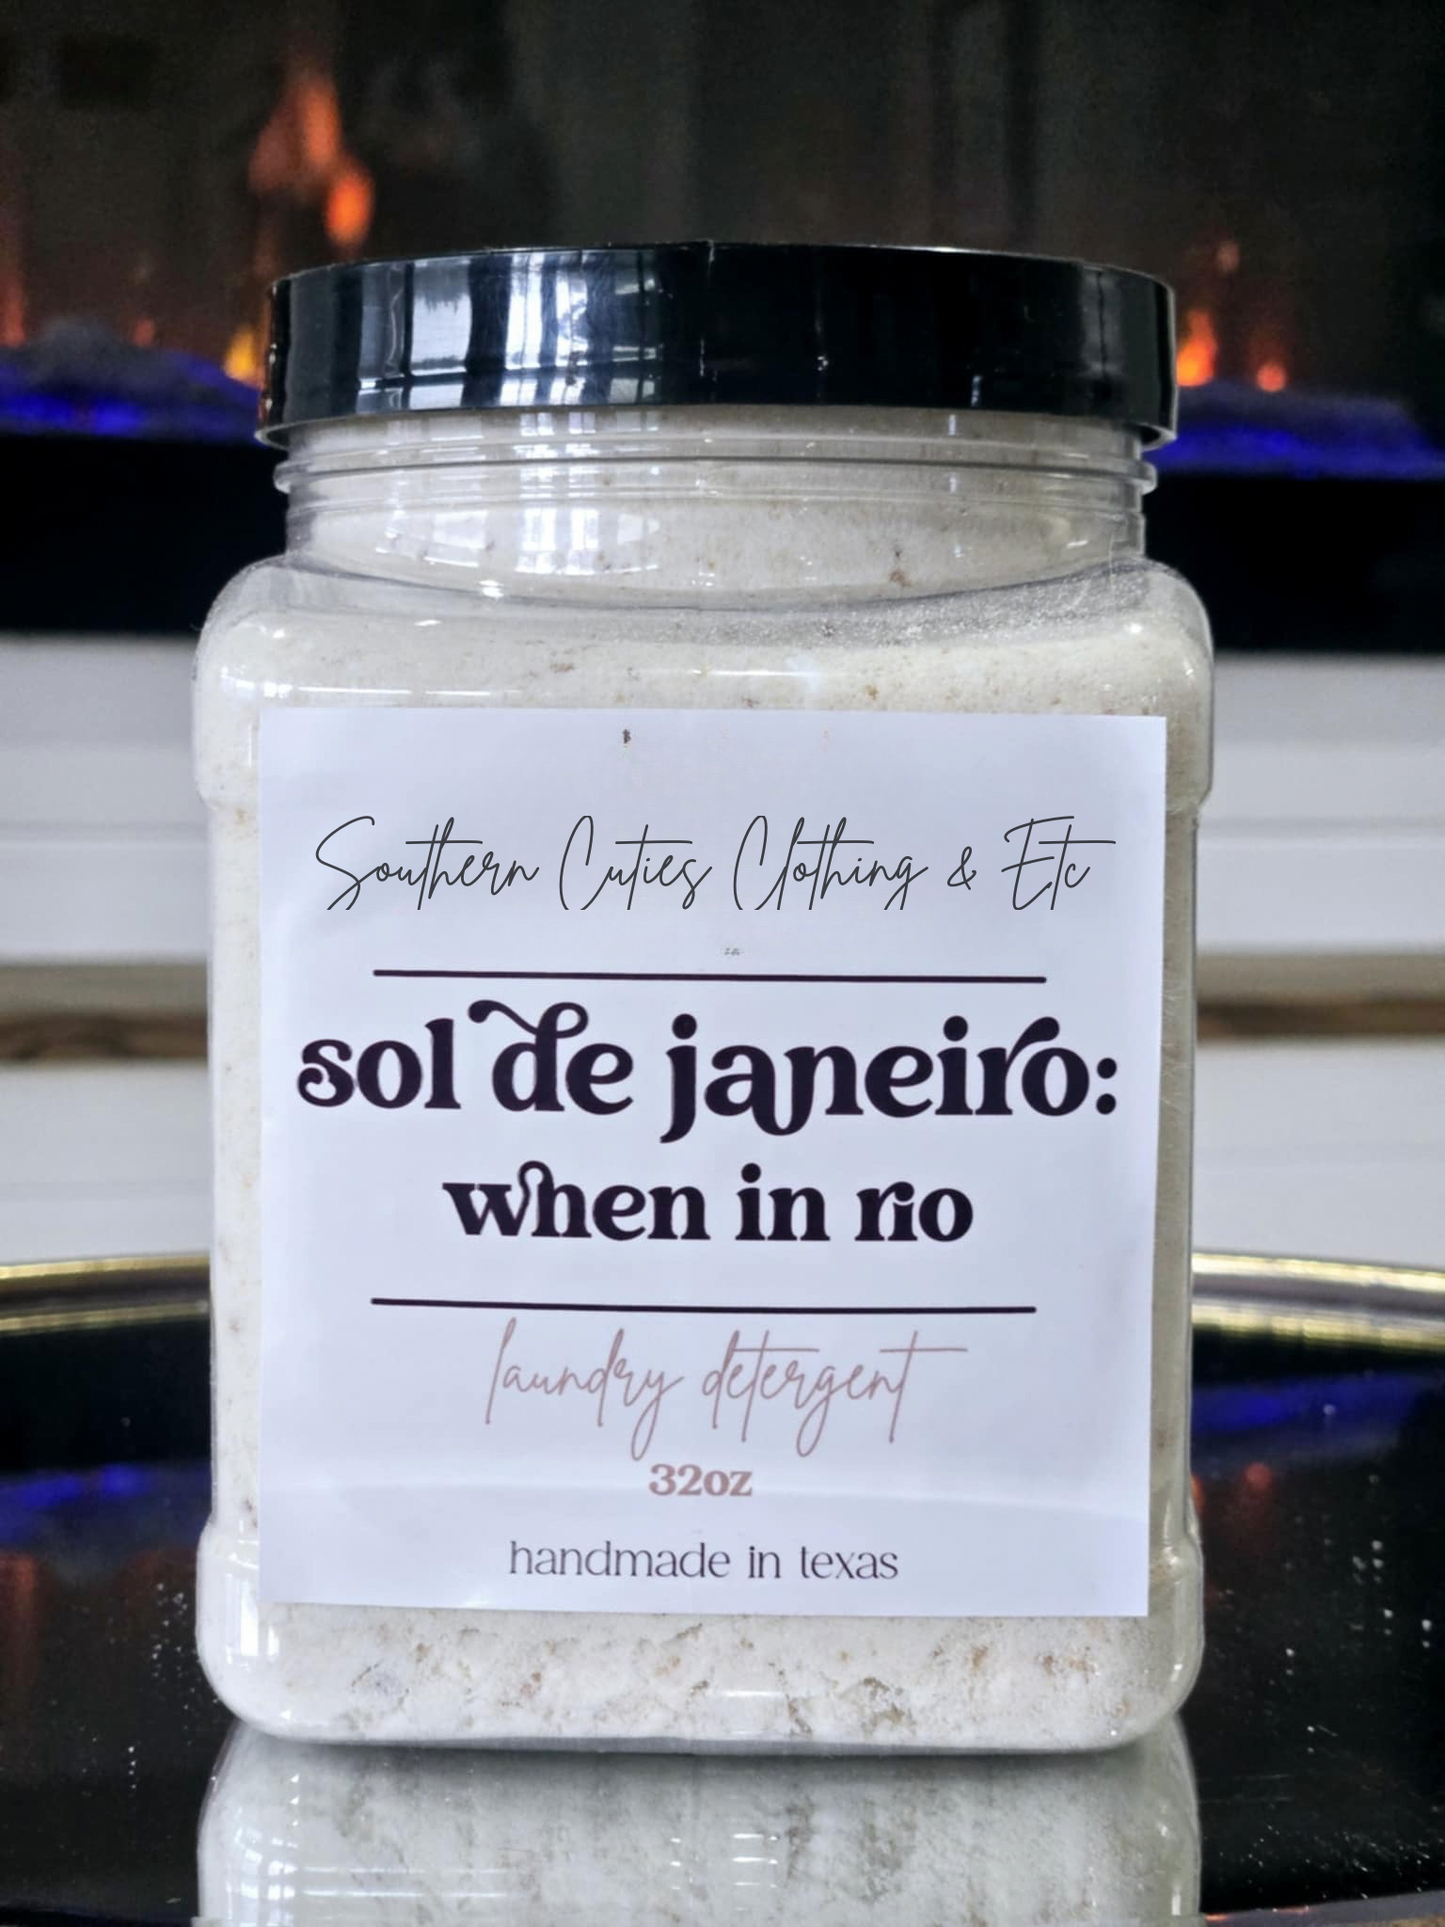 Southern Cuties Clothing & Etc
sol de janeiro:
when in rio
laundry detergent
32oz
handmade in texas